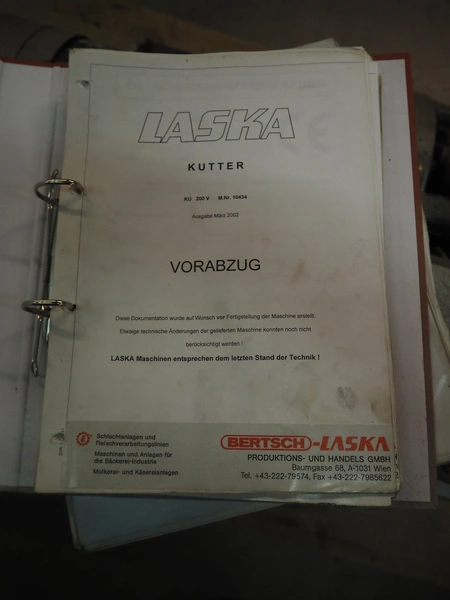 LASKA
KUTTER
KU 200 V M.Nr. 10434
Ausgabe März 2002
VORABZUG
Diese Dokumentation wurde auf Wunsch vor Fertigstellung der Maschine erstellt.
Etwaige technische Änderungen der gelieferten Maschine konnten noch nicht
berücksichtigt werden !
LASKA Maschinen entsprechen dem letzten Stand der Technik !
Schlachtanlagen und
Fleischverarbeitungslinien
Maschinen und Anlagen für
die Bäckerei-Industrie
Molkerei- und Käsereianlagen
BERTSCH-LASKA
PRODUKTIONS- UND HANDELS GMBH
Baumgasse 68, A-1031 Wien
Tel. +43-222-79574, Fax +43-222-7985622